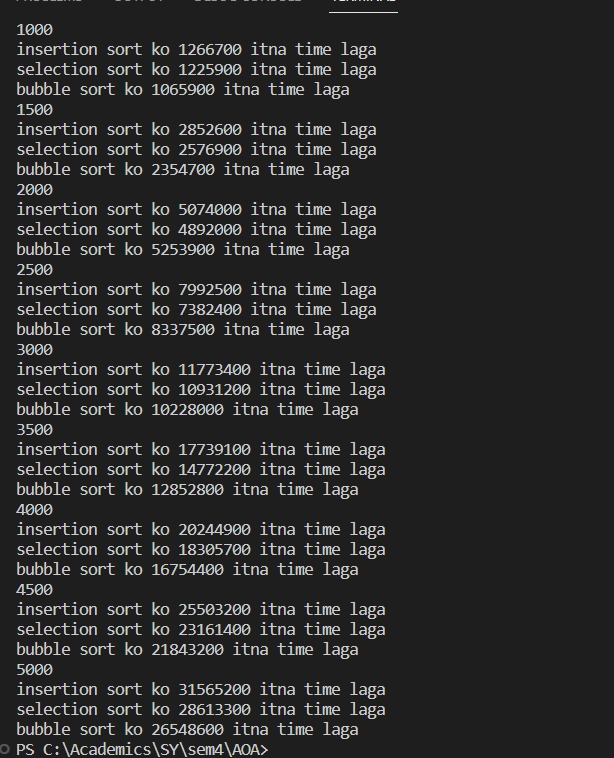 TERMINAL
1000
insertion sort ko 1266700 itna time laga
selection sort ko 1225900 itna time laga
bubble sort ko 1065900 itna time laga
1500
insertion sort ko 2852600 itna time laga
selection sort ko 2576900 itna time laga
bubble sort ko 2354700 itna time laga
2000
insertion sort ko 5074000 itna time laga
selection sort ko 4892000 itna time laga
bubble sort ko 5253900 itna time laga
2500
insertion sort ko 7992500 itna time laga
selection sort ko 7382400 itna time laga
bubble sort ko 8337500 itna time laga
3000
insertion sort ko 11773400 itna time laga
selection sort ko 10931200 itna time laga
bubble sort ko 10228000 itna time laga
3500
insertion sort ko 17739100 itna time laga
selection sort ko 14772200 itna time laga
bubble sort ko 12852800 itna time laga
4000
insertion sort ko 20244900 itna time laga
selection sort ko 18305700 itna time laga
bubble sort ko 16754400 itna time laga
4500
insertion sort ko 25503200 itna time laga
selection sort ko 23161400 itna time laga
bubble sort ko 21843200 itna time laga
5000
insertion sort ko 31565200 itna time laga
selection sort ko 28613300 itna time laga
bubble sort ko 26548600 itna time laga
PS C:\Academics\SY\sem4\AOA>